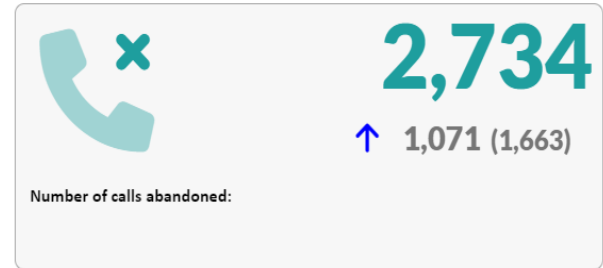 2,734
↑ 1,071 (1,663)
Number of calls abandoned: